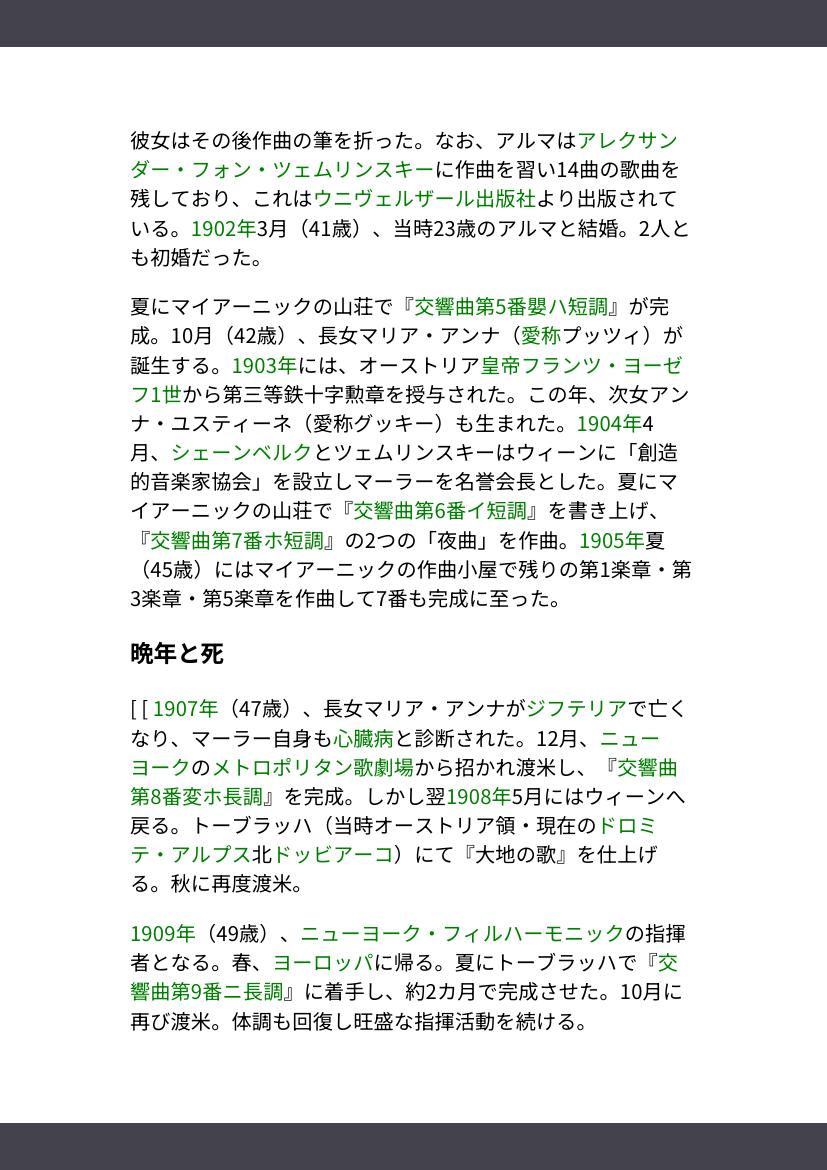 彼女はその後作曲の筆を折った。なお、アルマはアレクサン
ダー・フォン・ツェムリンスキーに作曲を習い14曲の歌曲を
残しており、これはウニヴェルザール出版社より出版されて
いる。1902年3月（41歳）、当時23歳のアルマと結婚。2人と
も初婚だった。
夏にマイアーニックの山荘で『交響曲第5番嬰ハ短調』が完
成。10月（42歳）、長女マリア・アンナ（愛称プッツィ）が
誕生する。1903年には、オーストリア皇帝フランツ・ヨーゼ
フ1世から第三等鉄十字勲章を授与された。この年、次女アン
ナ・ユスティーネ（愛称グッキー）も生まれた。1904年4
月、シェーンベルクとツェムリンスキーはウィーンに「創造
的音楽家協会」を設立しマーラーを名誉会長とした。夏にマ
イアーニックの山荘で『交響曲第6番イ短調』を書き上げ、
『交響曲第7番ホ短調』の2つの「夜曲」を作曲。1905年夏
（45歳）にはマイアーニックの作曲小屋で残りの第1楽章・第
3楽章・第5楽章を作曲して7番も完成に至った。
晩年と死
[ [ 1907年（47歳）、長女マリア・アンナがジフテリアで亡く
なり、マーラー自身も心臓病と診断された。12月、ニュー
ヨークのメトロポリタン歌劇場から招かれ渡米し、『交響曲
第8番変ホ長調』を完成。しかし翌1908年5月にはウィーンへ
戻る。トーブラッハ（当時オーストリア領・現在のドロミ
テ・アルプス北ドッビアーコ）にて『大地の歌』を仕上げ
る。秋に再度渡米。
1909年（49歳）、ニューヨーク・フィルハーモニックの指揮
者となる。春、ヨーロッパに帰る。夏にトーブラッハで『交
響曲第9番ニ長調』に着手し、約2カ月で完成させた。10月に
再び渡米。体調も回復し旺盛な指揮活動を続ける。